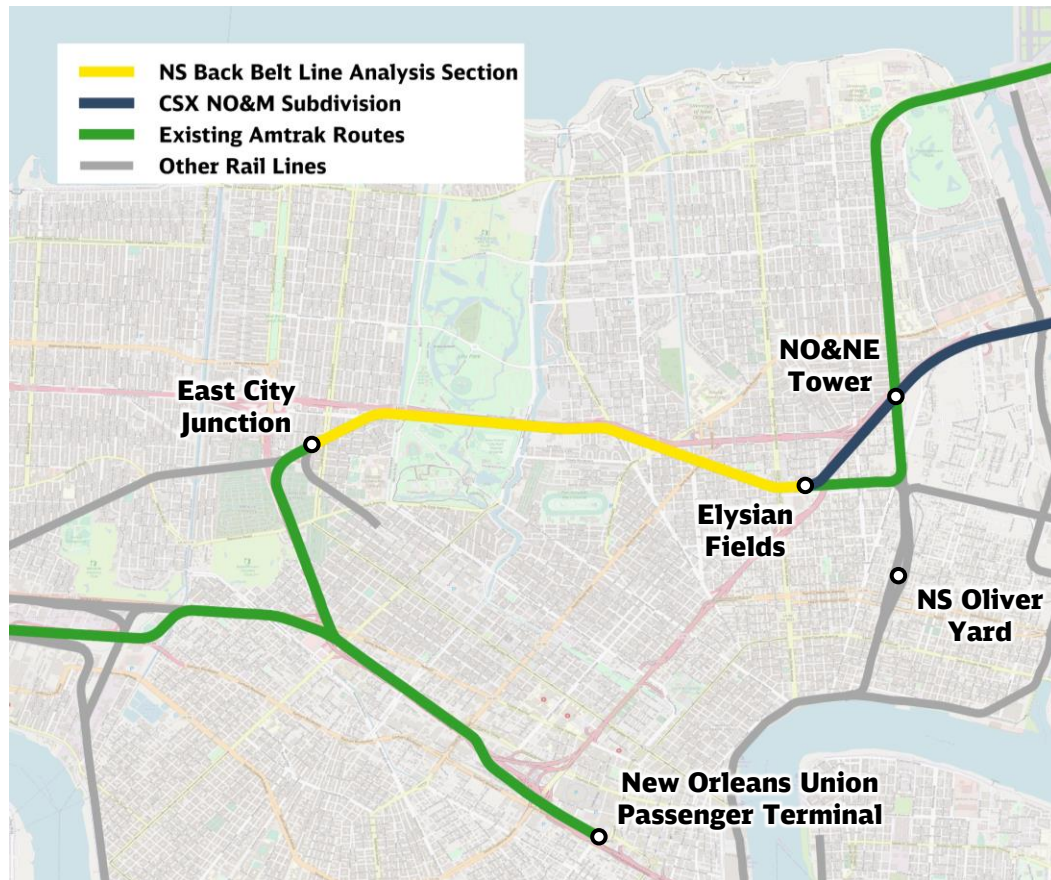 NS Back Belt Line Analysis Section
CSX NO&M Subdivision
Existing Amtrak Routes
Other Rail Lines
NO&NE
Tower
East City
Junction
Elysian
Fields
NS Oliver
Yard
New Orleans Union
Passenger Terminal